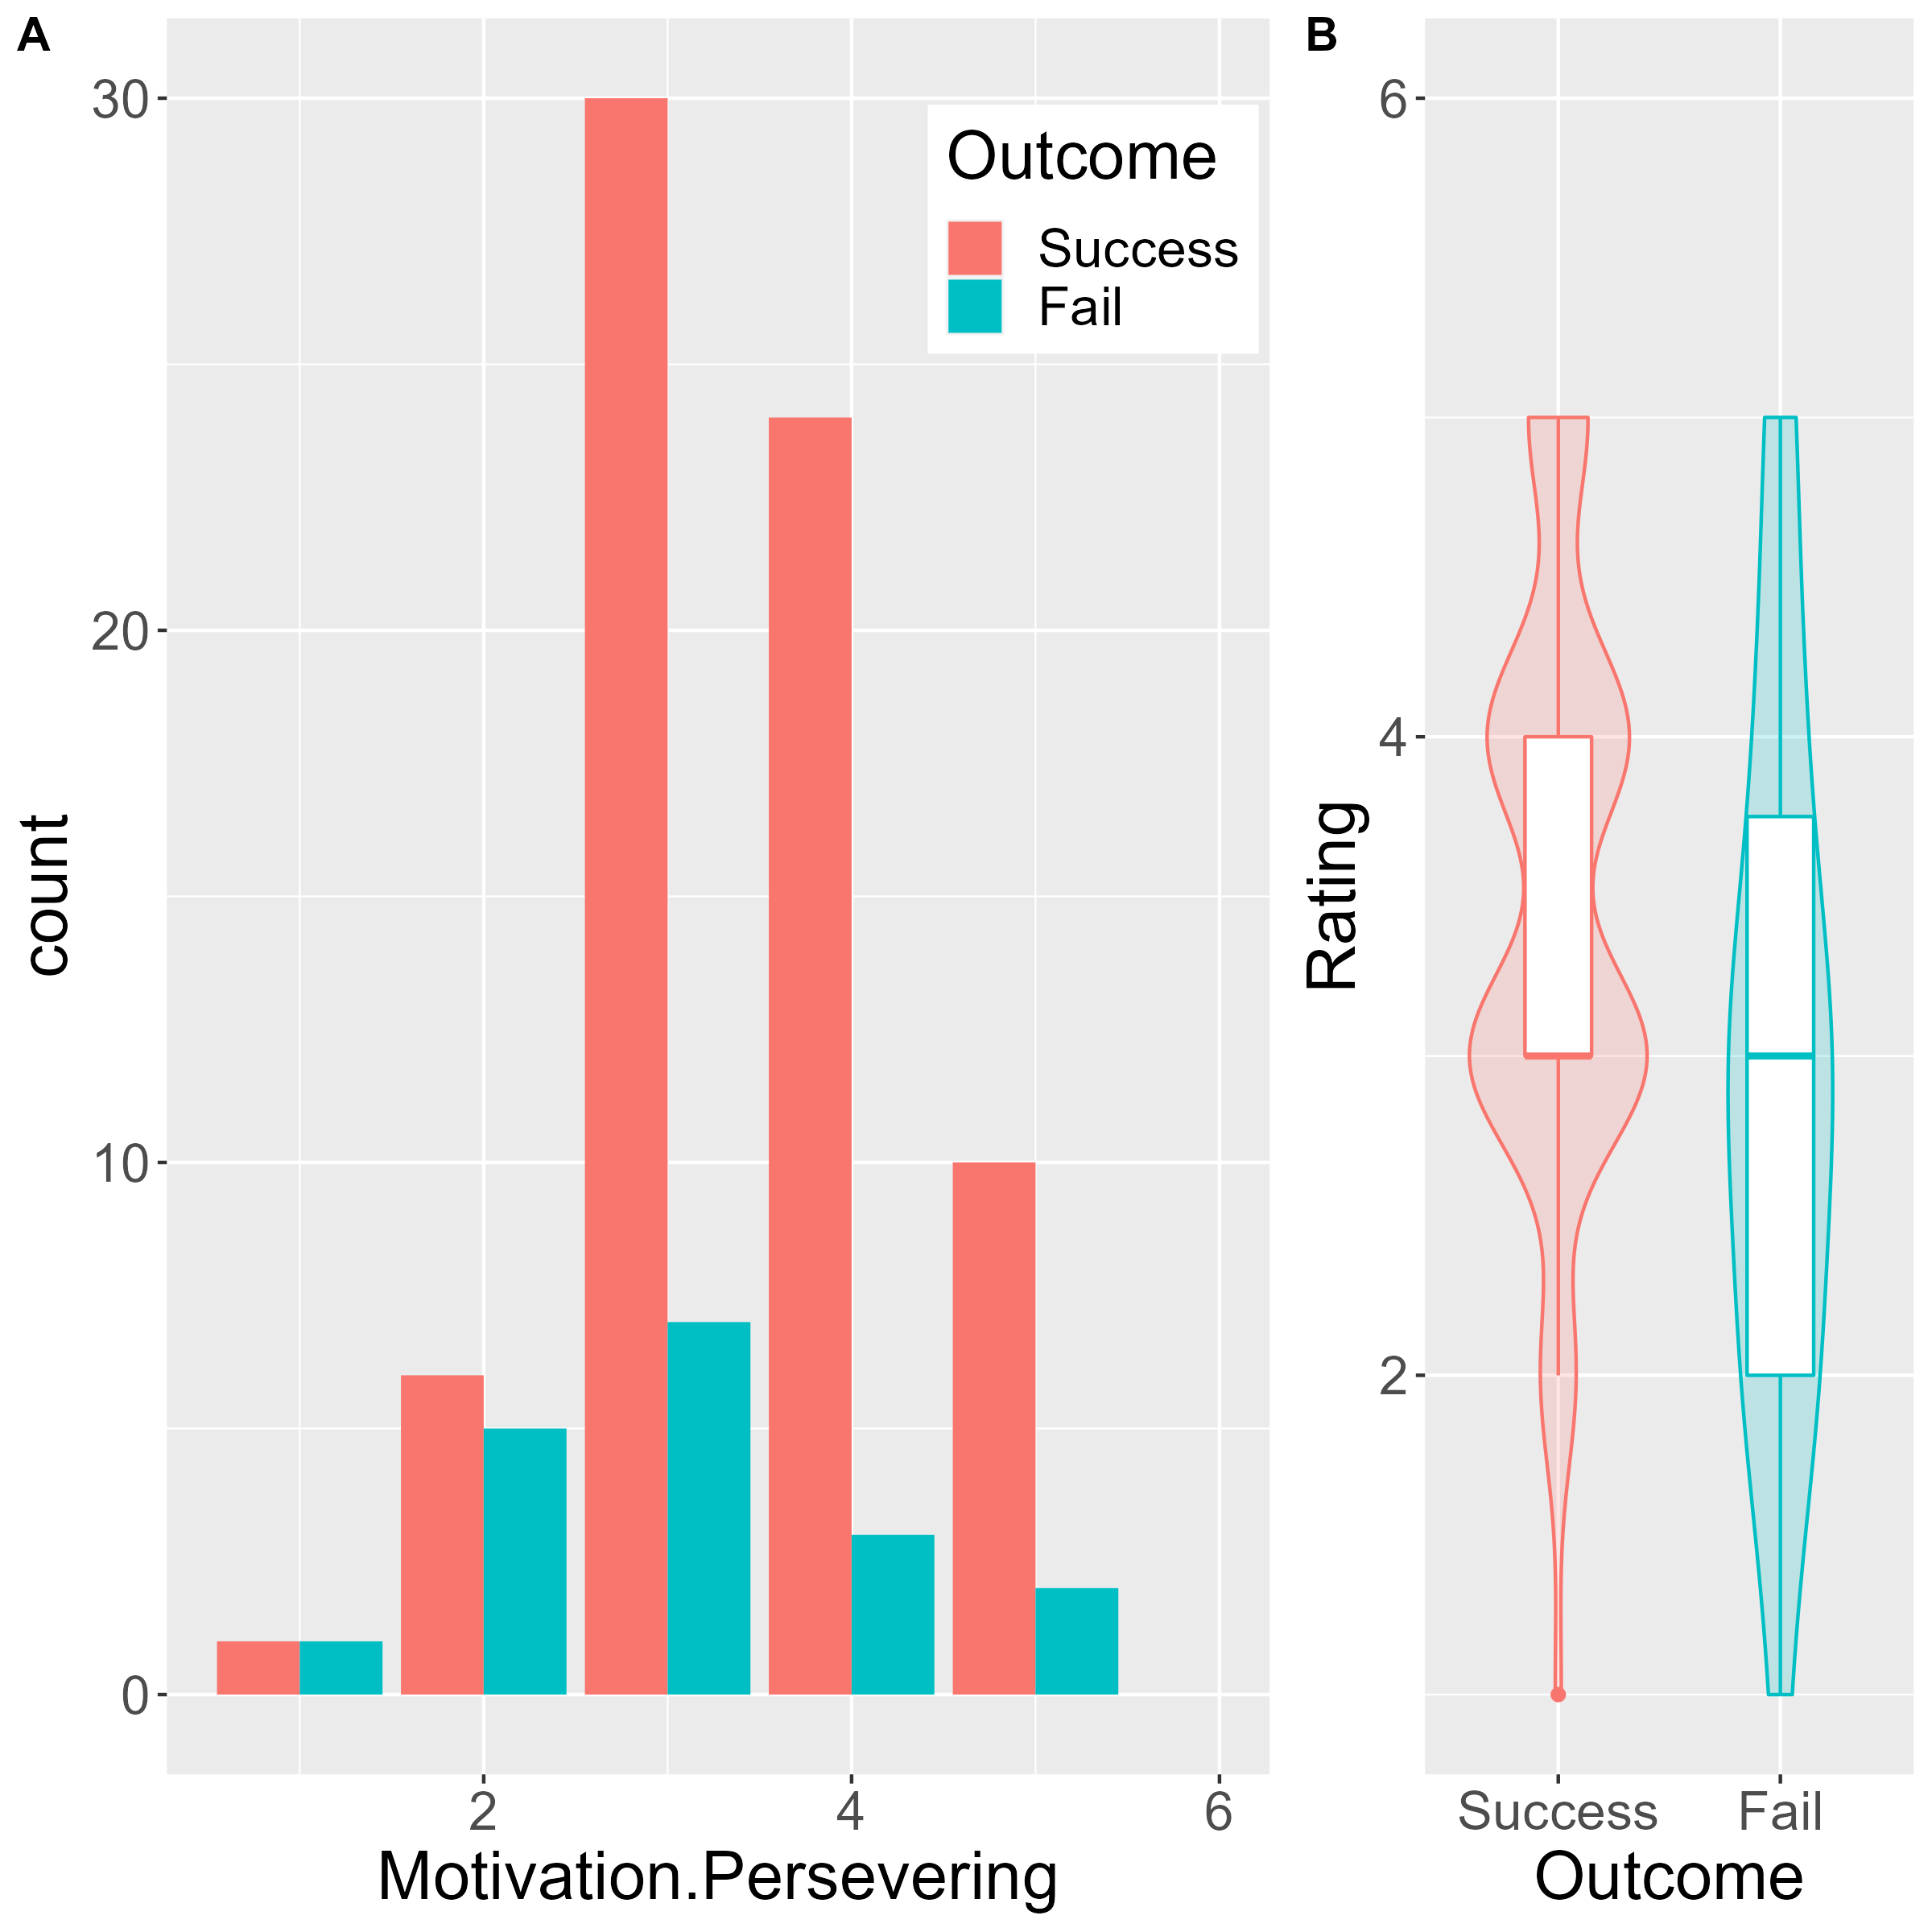 A
30
20
10
0
count
Outcome
Success
Fail
2
4
6
Motivation.Persevering
B
6
4
2
Rating
Success
Fail
Outcome